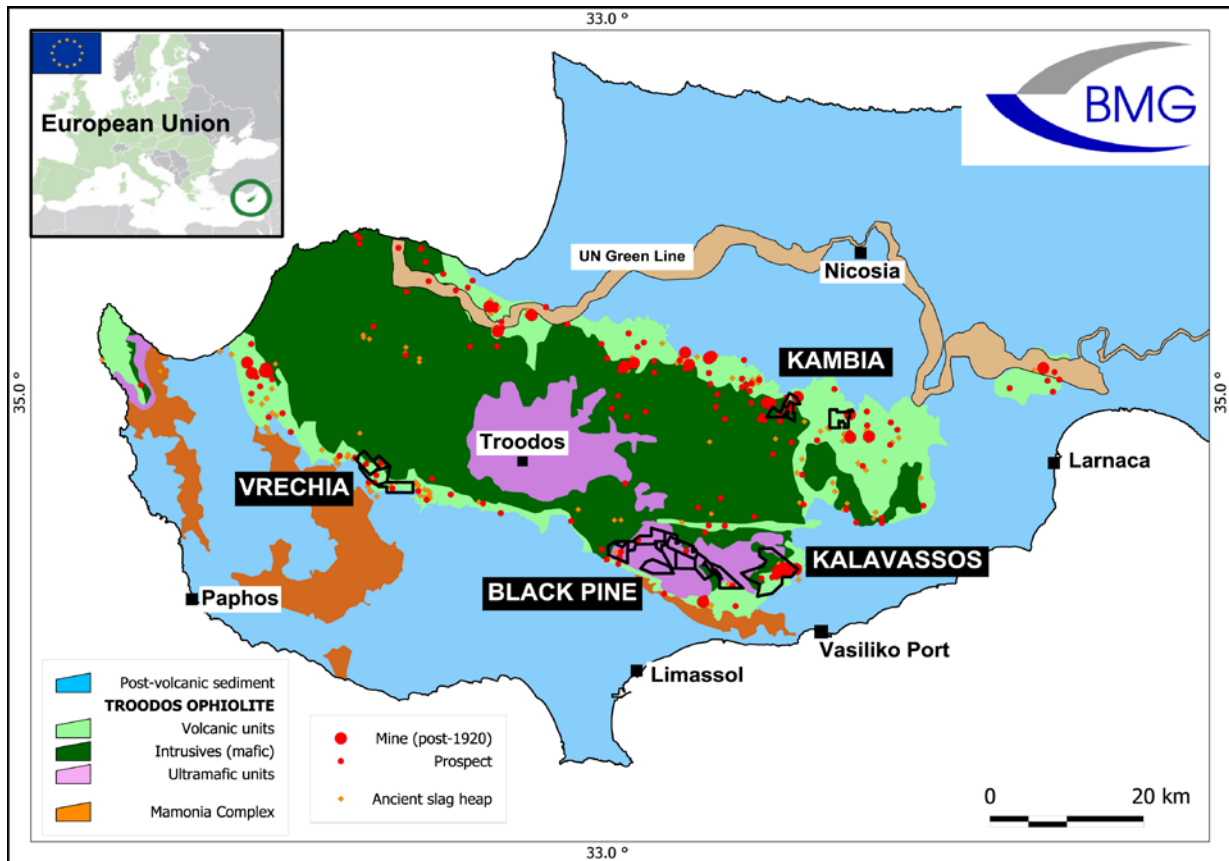 33.0 °
European Union
BMG
UN Green Line
Nicosia
KAMBIA
35.0 °
35.0 °
Troodos
Larnaca
VRECHIA
KALAVASSOS
BLACK PINE
Paphos
Vasiliko Port
Limassol
Post-volcanic sediment
TROODOS OPHIOLITE
Volcanic units
Intrusives (mafic)
Ultramafic units
Mamonia Complex
Mine (post-1920)
Prospect
Ancient slag heap
0 20 km
33.0 °